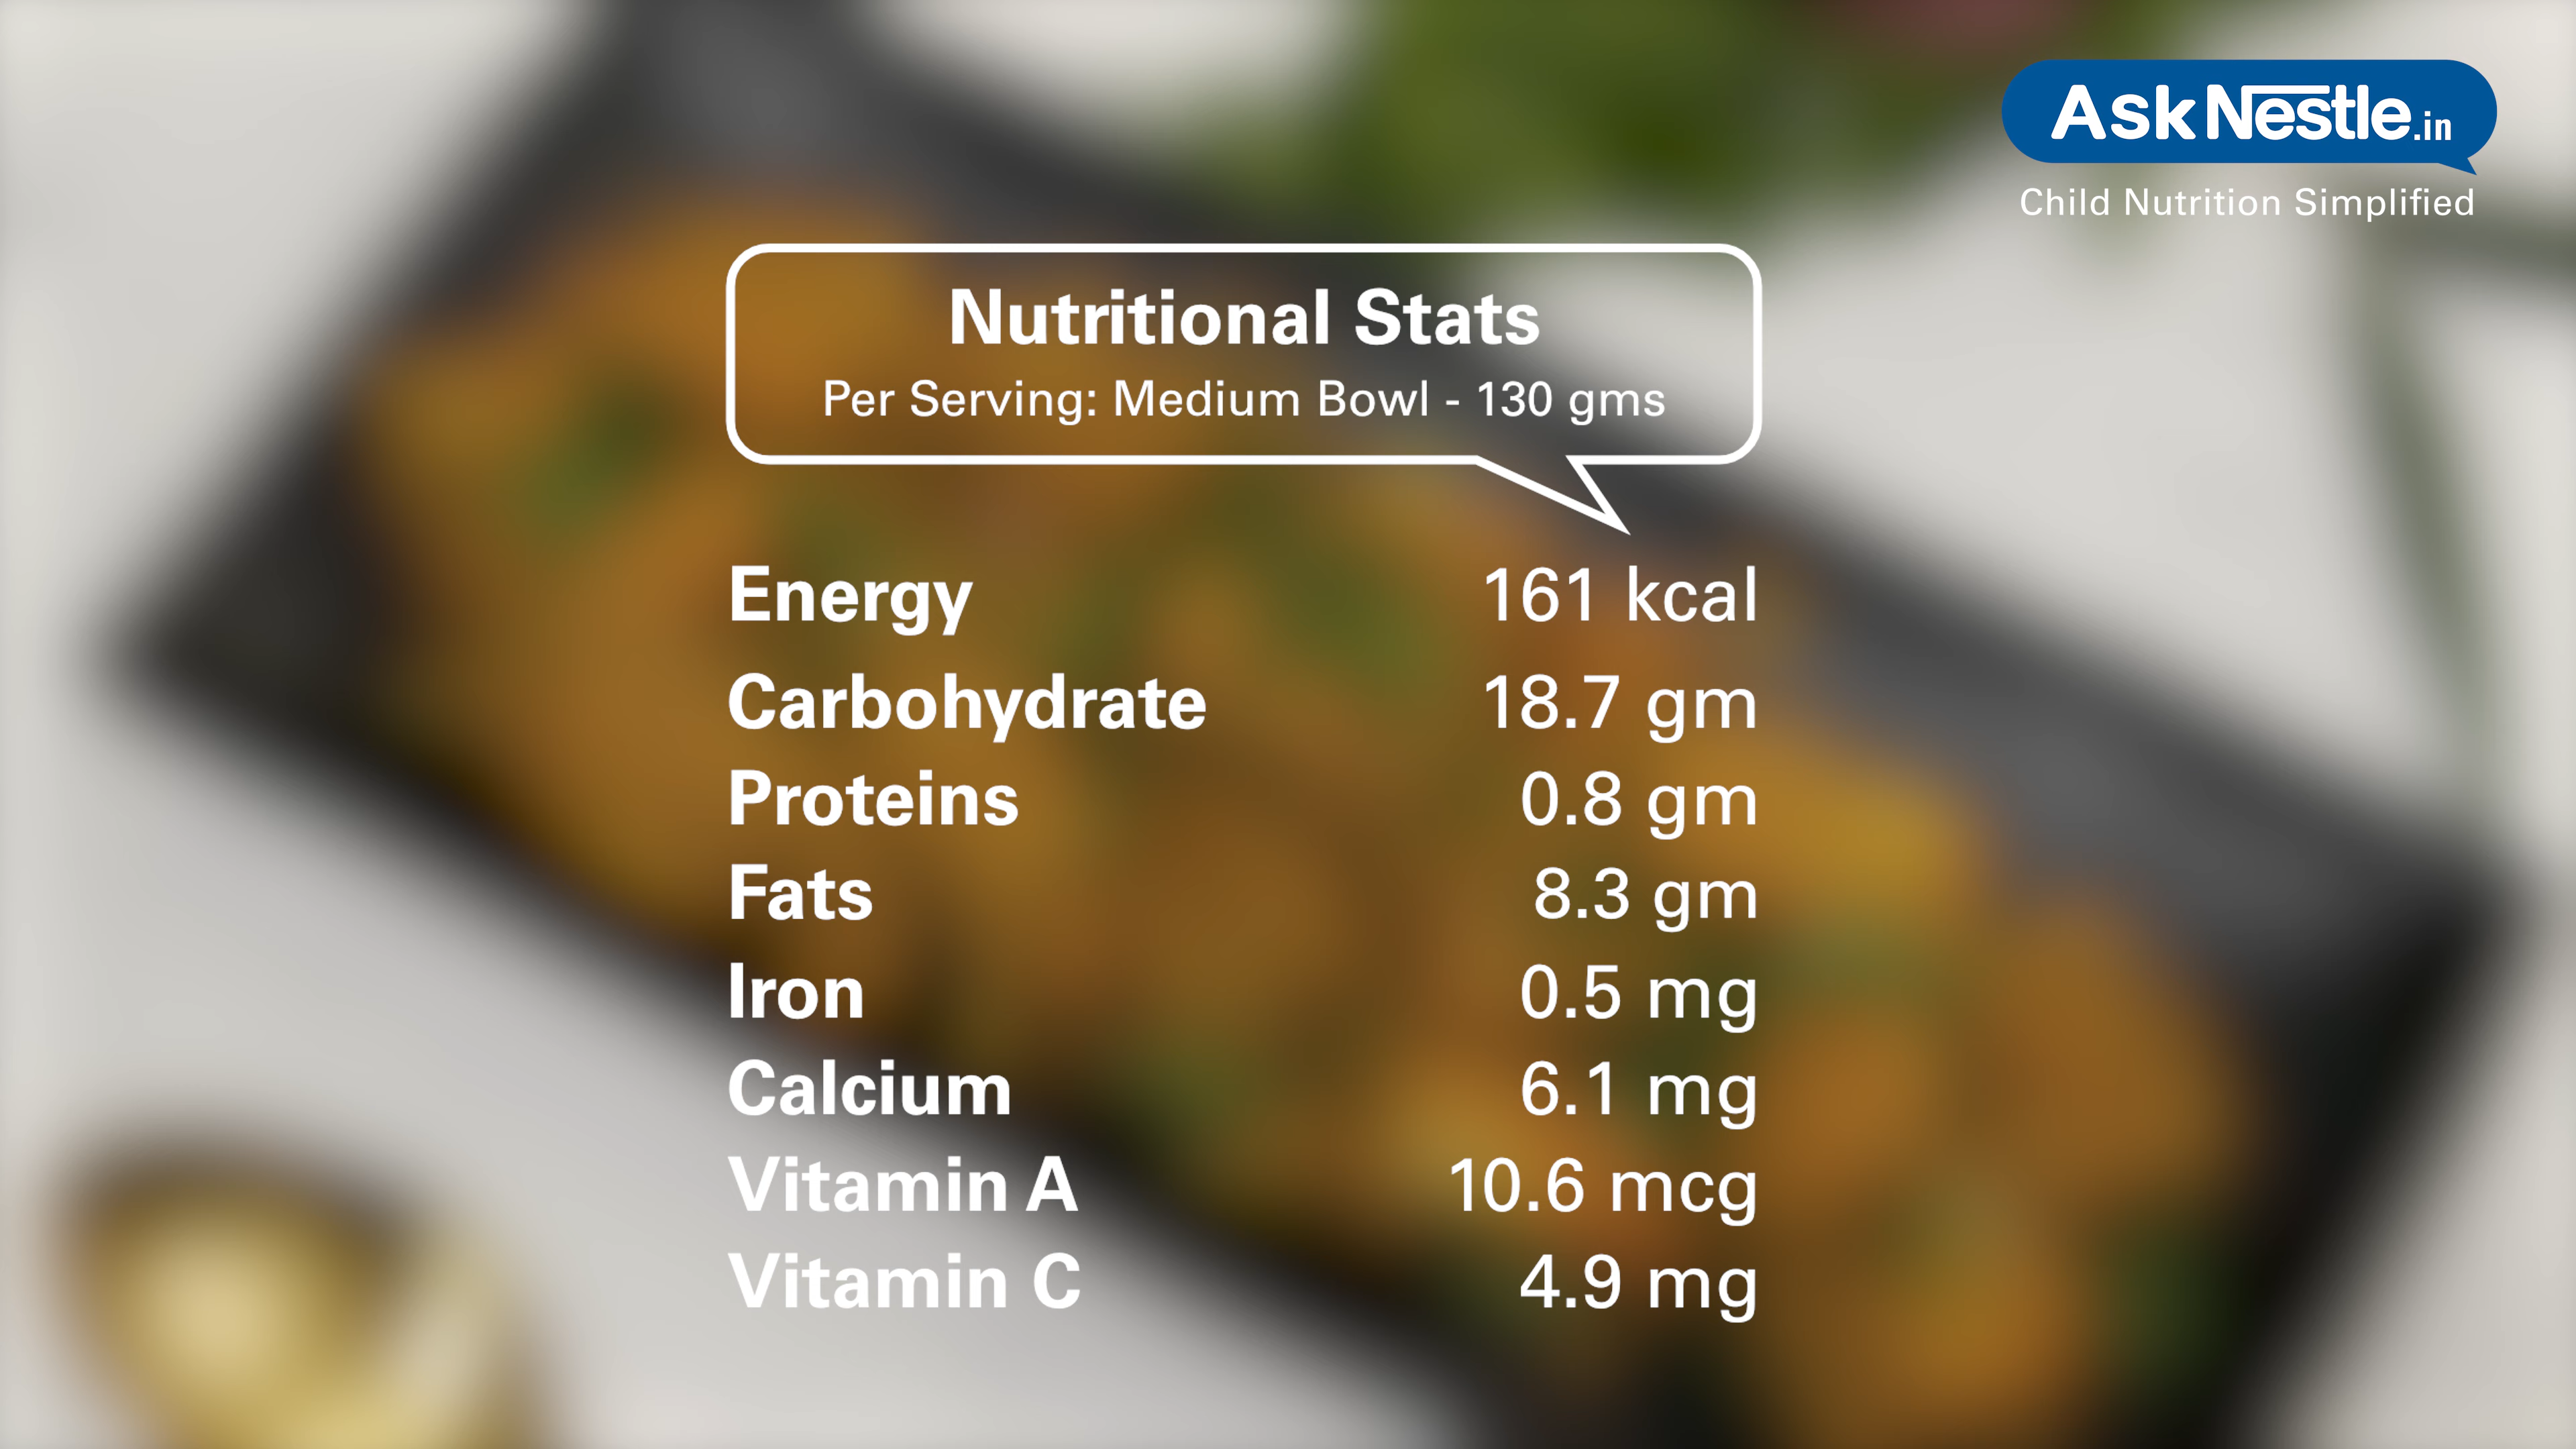 Ask Nestle.in
Child Nutrition Simplified
Nutritional Stats
Per Serving: Medium Bowl - 130 gms
Energy 161 kcal
Carbohydrate 18.7 gm
Proteins 0.8 gm
Fats 8.3 gm
Iron 0.5 mg
Calcium 6.1 mg
Vitamin A 10.6 mcg
Vitamin C 4.9 mg